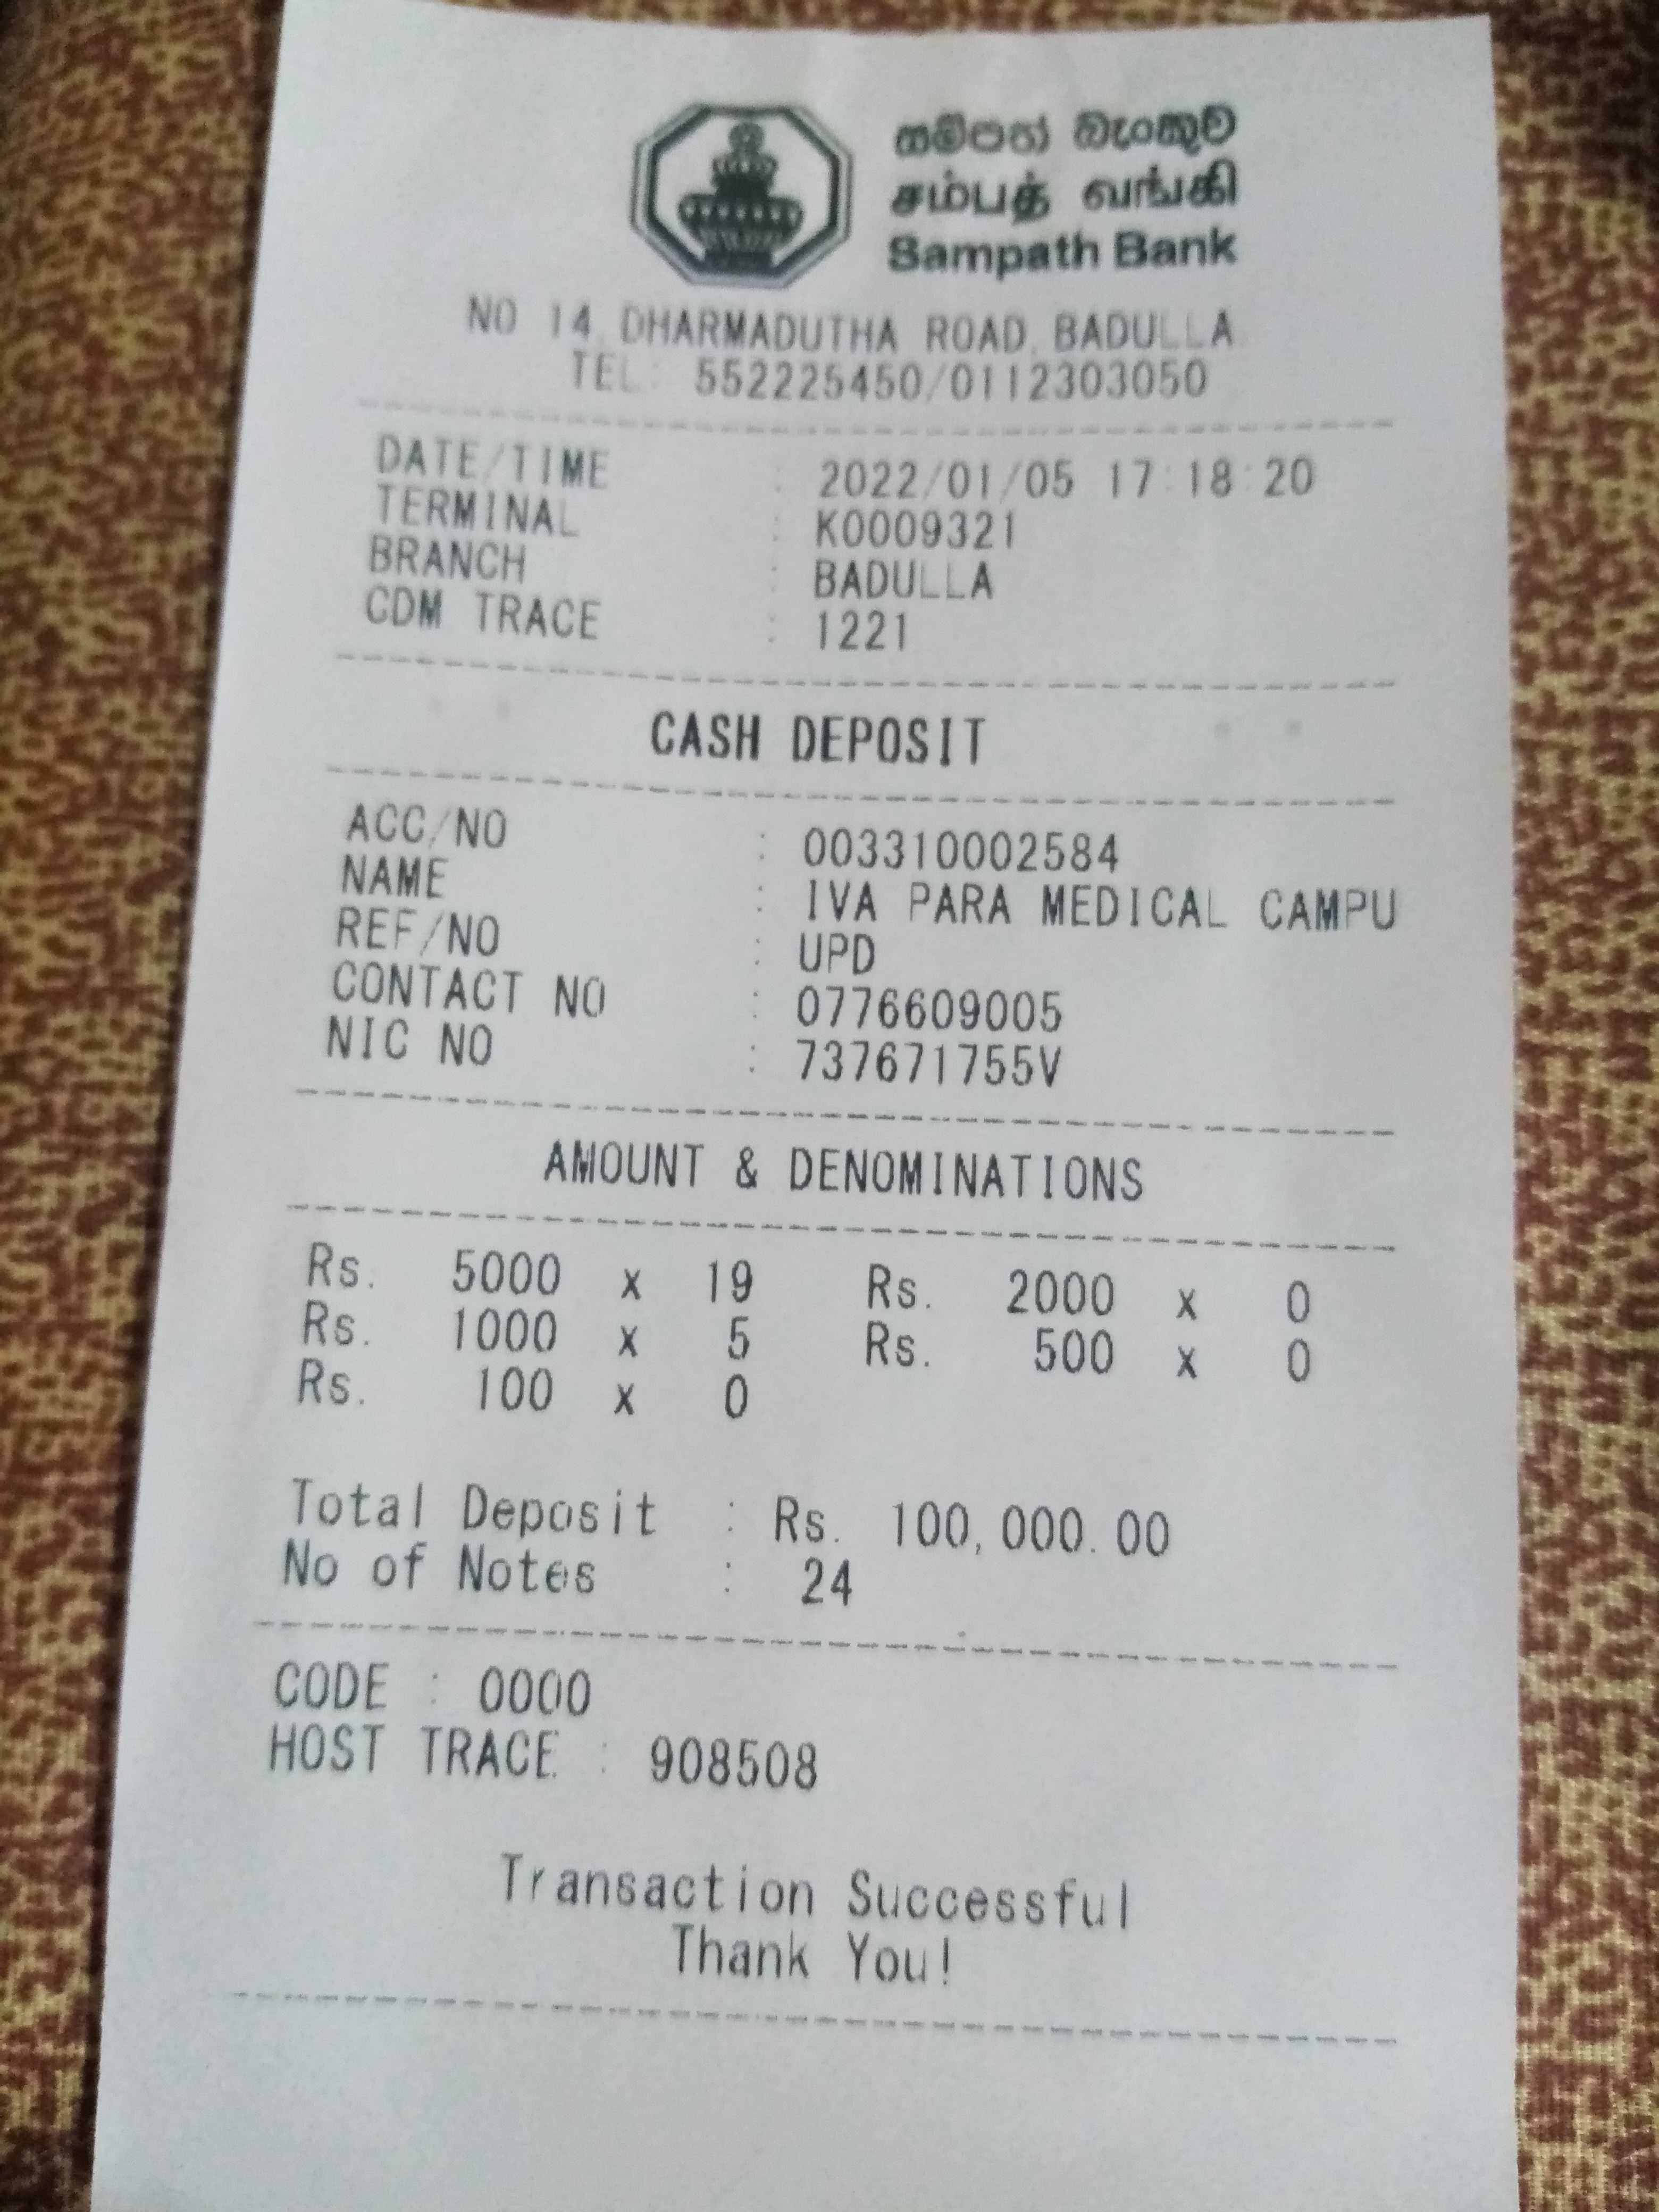 සම්පත් බැංකුව
சம்பத் வங்கி
Sampath Bank
NO 14, DHARMADUTHA ROAD, BADULLA.
TEL: 552225450/0112303050
DATE/TIME : 2022/01/05 17:18:20
TERMINAL : K0009321
BRANCH : BADULLA
CDM TRACE : 1221
CASH DEPOSIT
ACC/NO : 003310002584
NAME : IVA PARA MEDICAL CAMPU
REF/NO : UPD
CONTACT NO : 0776609005
NIC NO : 737671755V
AMOUNT & DENOMINATIONS
Rs. 5000 x 19 Rs. 2000 x 0
Rs. 1000 x 5 Rs. 500 x 0
Rs. 100 x 0
Total Deposit : Rs. 100,000.00
No of Notes : 24
CODE : 0000
HOST TRACE : 908508
Transaction Successful
Thank You!